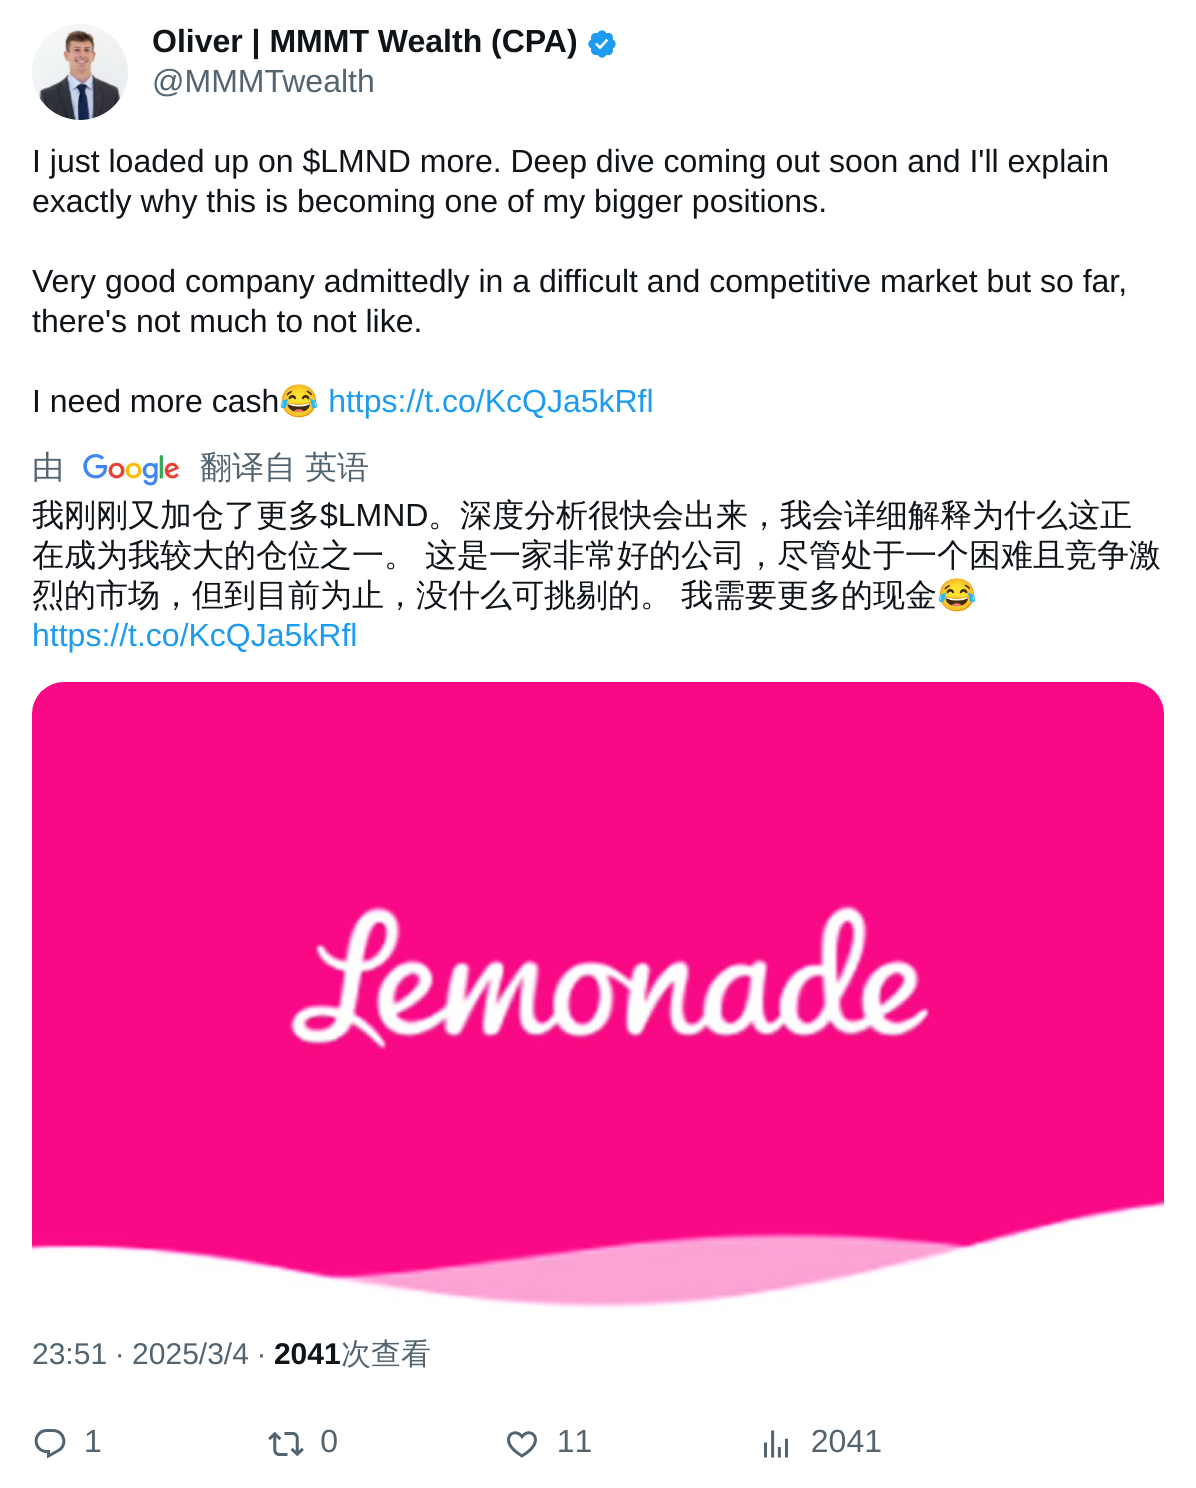 Oliver | MMMT Wealth (CPA)
@MMMTwealth
I just loaded up on $LMND more. Deep dive coming out soon and I'll explain
exactly why this is becoming one of my bigger positions.
Very good company admittedly in a difficult and competitive market but so far,
there's not much to not like.
I need more cash😂 https://t.co/KcQJa5kRfl
由 Google 翻译自 英语
我刚刚又加仓了更多$LMND。深度分析很快会出来，我会详细解释为什么这正
在成为我较大的仓位之一。 这是一家非常好的公司，尽管处于一个困难且竞争激
烈的市场，但到目前为止，没什么可挑剔的。 我需要更多的现金😂
https://t.co/KcQJa5kRfl
Lemonade
23:51 · 2025/3/4 · 2041次查看
1 0 11 2041